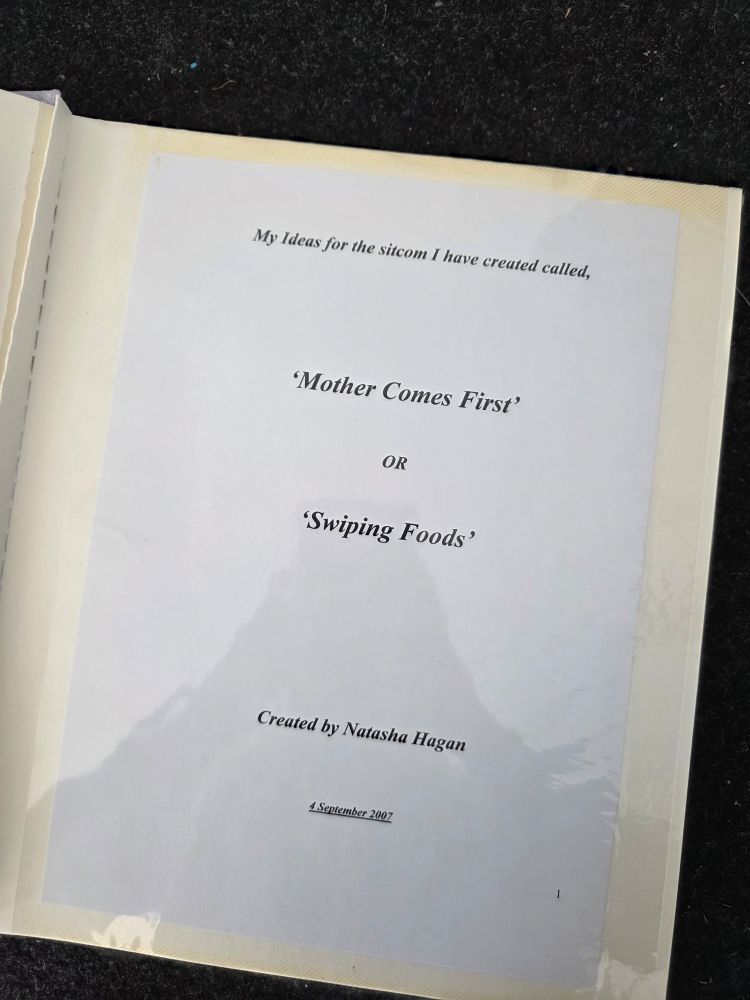 My Ideas for the sitcom I have created called,
‘Mother Comes First’
OR
‘Swiping Foods’
Created by Natasha Hagan
4 September 2007
1